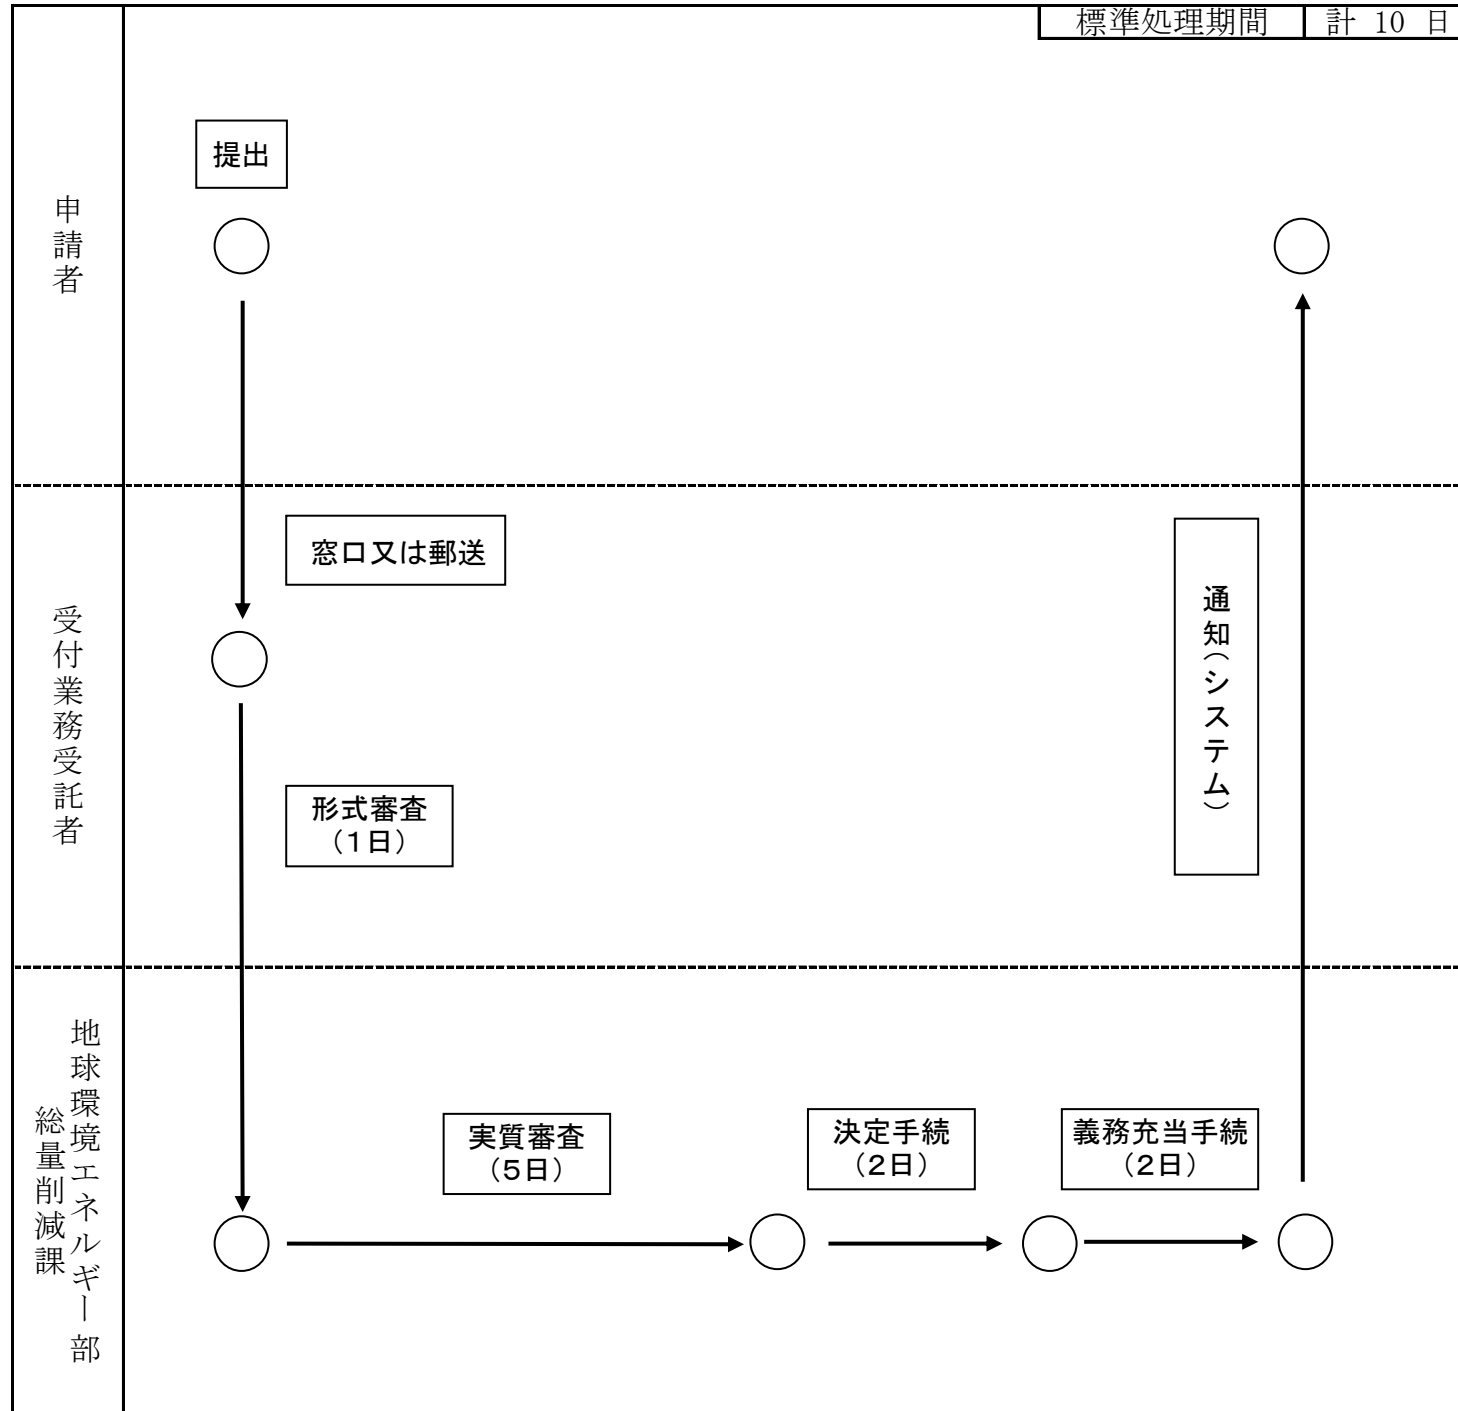 標準処理期間
計 10 日
申請者
提出
受付業務受託者
窓口又は郵送
形式審査
（1日）
通知（システム）
地球環境エネルギー部
総量削減課
実質審査
（5日）
決定手続
（2日）
義務充当手続
（2日）